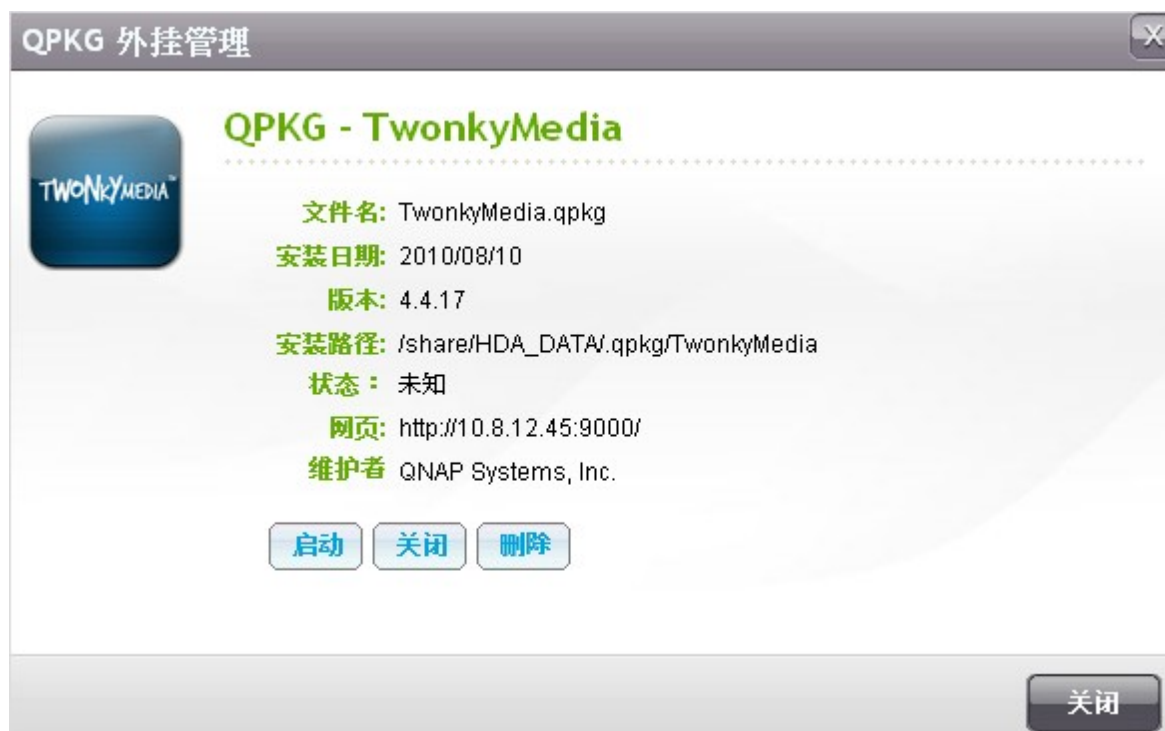 QPKG 外挂管理
X
TWONKYMEDIA™
QPKG - TwonkyMedia
文件名: TwonkyMedia.qpkg
安装日期: 2010/08/10
版本: 4.4.17
安装路径: /share/HDA_DATA/.qpkg/TwonkyMedia
状态： 未知
网页: http://10.8.12.45:9000/
维护者 QNAP Systems, Inc.
启动 关闭 删除
关闭